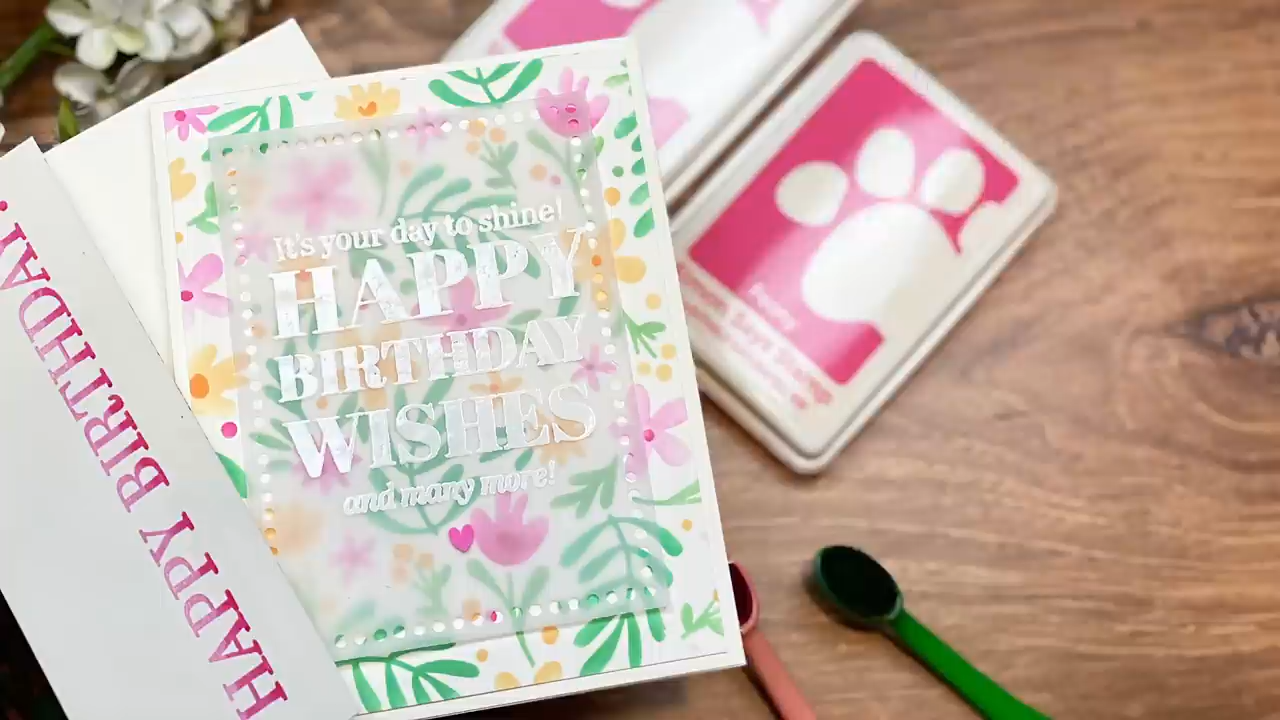 It's your day to shine!
HAPPY
BIRTHDAY
WISHES
and many more!
HAPPY BIRTHDAY!